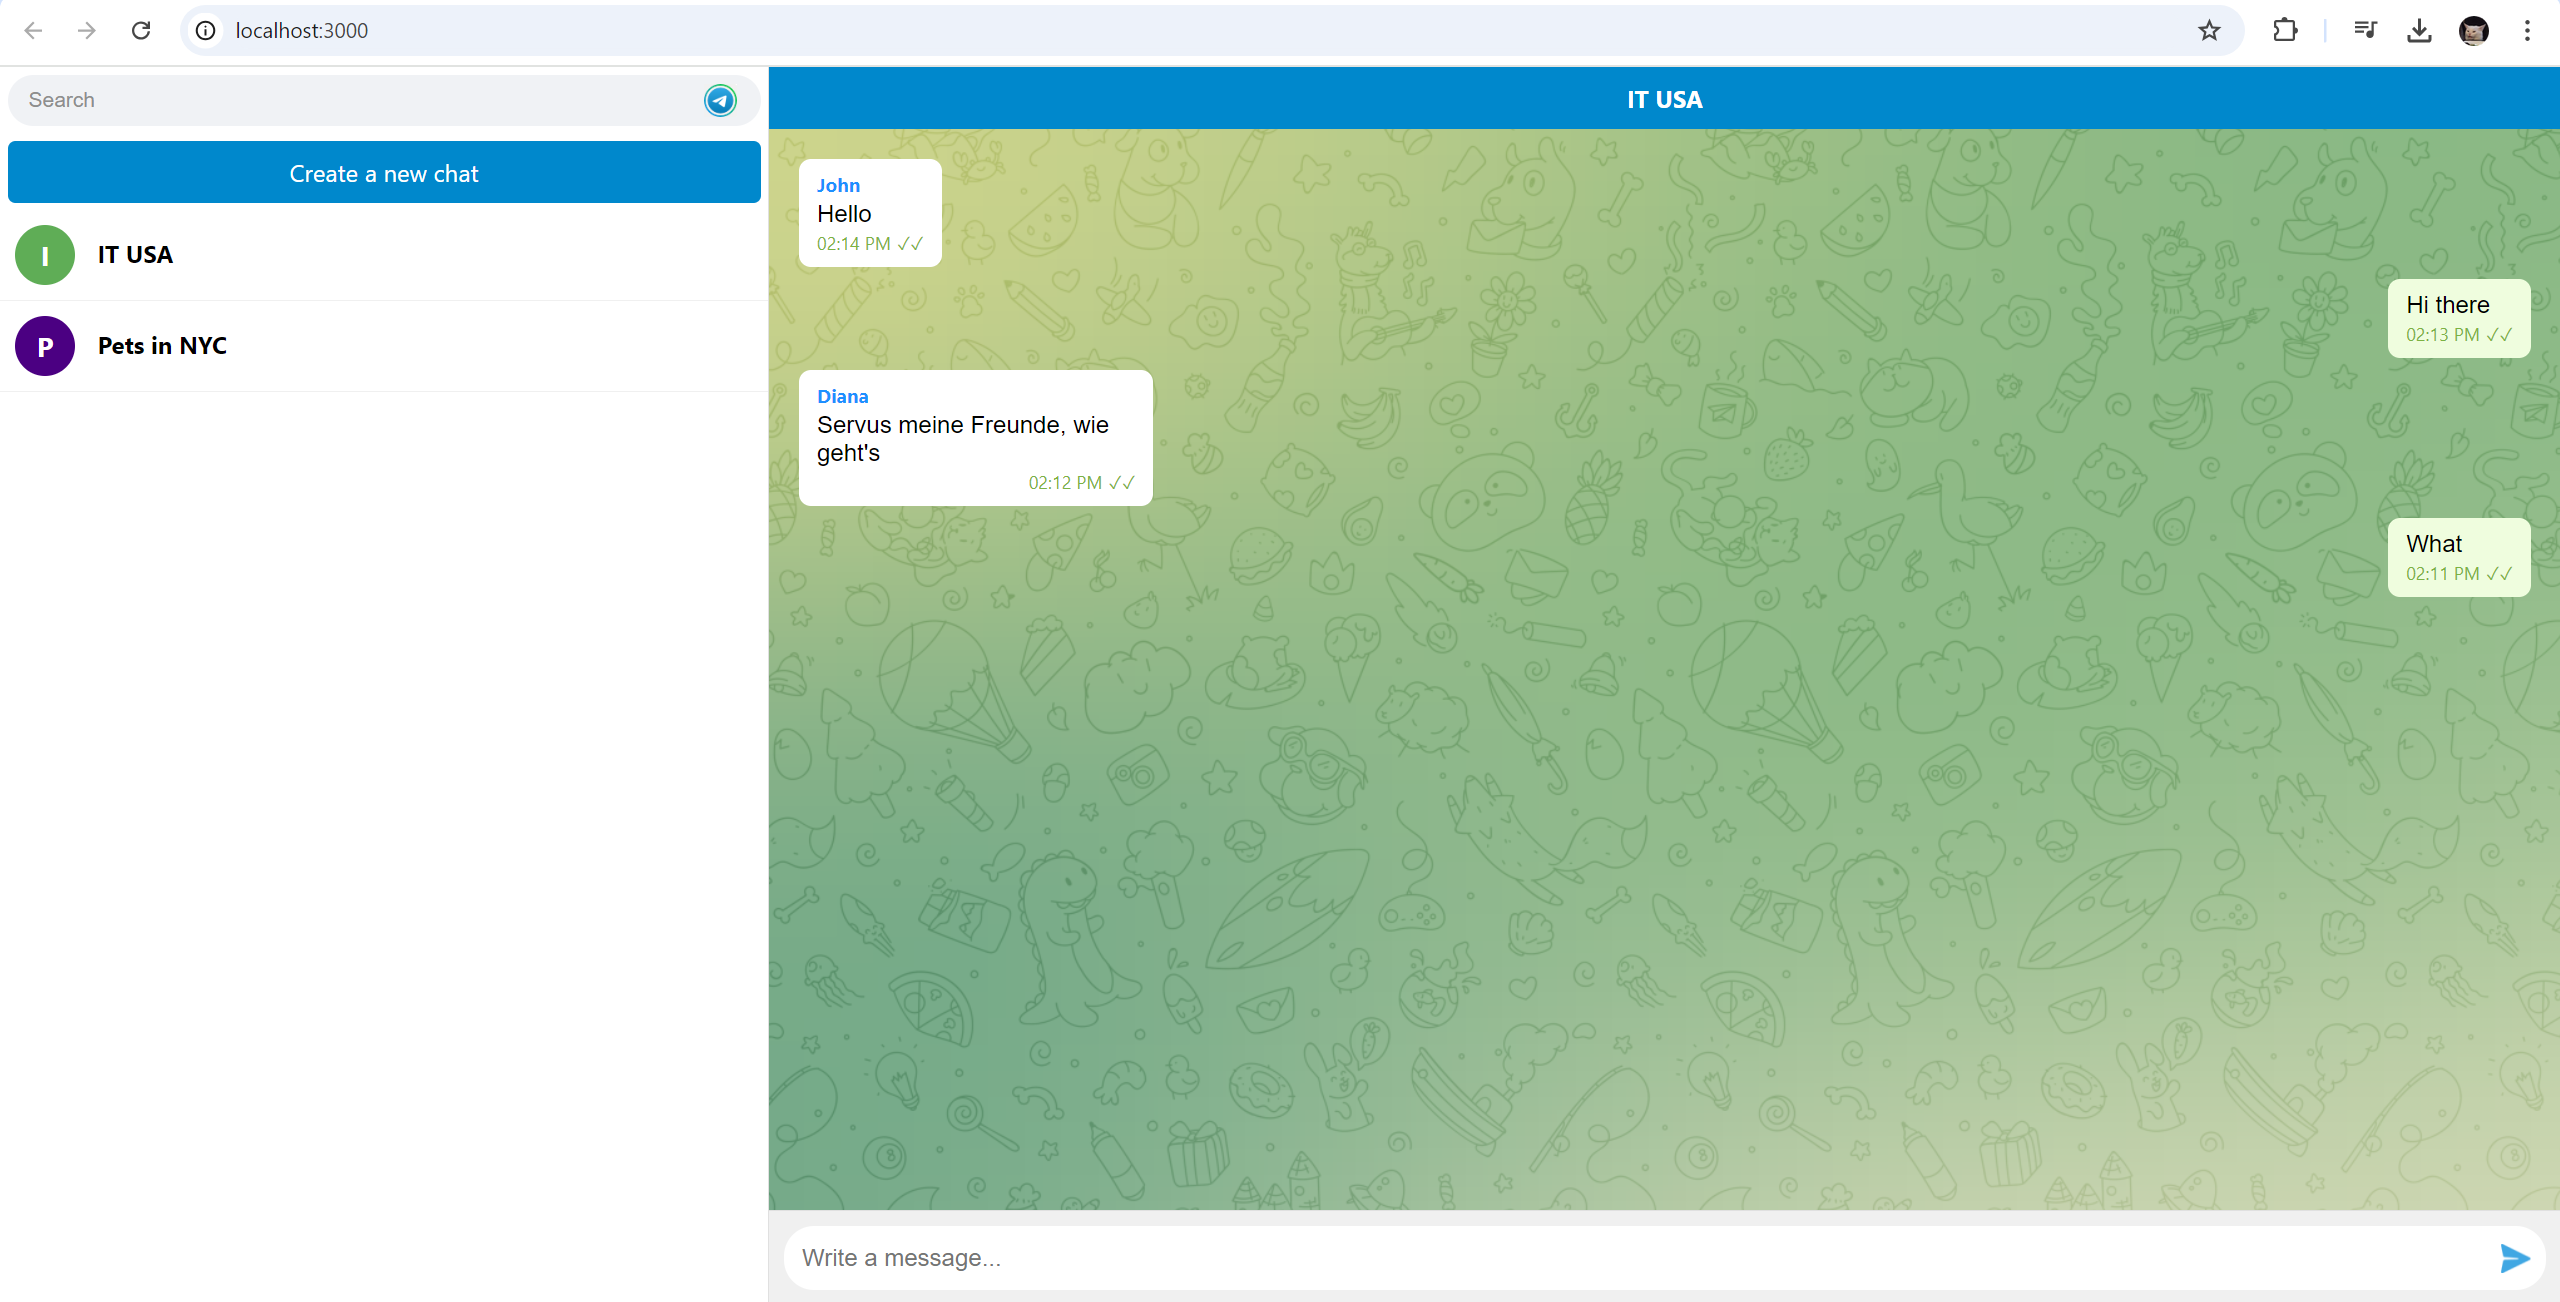 localhost:3000
Search
Create a new chat
I
IT USA
P
Pets in NYC
IT USA
John
Hello
02:14 PM ✓✓
Hi there
02:13 PM ✓✓
Diana
Servus meine Freunde, wie
geht's
02:12 PM ✓✓
What
02:11 PM ✓✓
Write a message...